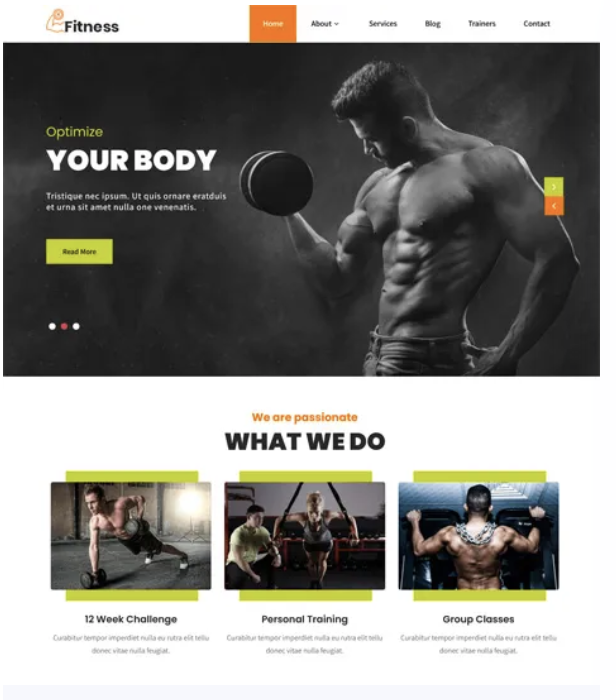 Fitness
Home About Services Blog Trainers Contact
Optimize
YOUR BODY
Tristique nec ipsum. Ut quis ornare eratduis
et urna sit amet nulla one venenatis.
Read More
We are passionate
WHAT WE DO
12 Week Challenge
Curabitur tempor imperdiet nulla eu rutra elit tellu
donec vitae nulla feugiat.
Personal Training
Curabitur tempor imperdiet nulla eu rutra elit tellu
donec vitae nulla feugiat.
Group Classes
Curabitur tempor imperdiet nulla eu rutra elit tellu
donec vitae nulla feugiat.